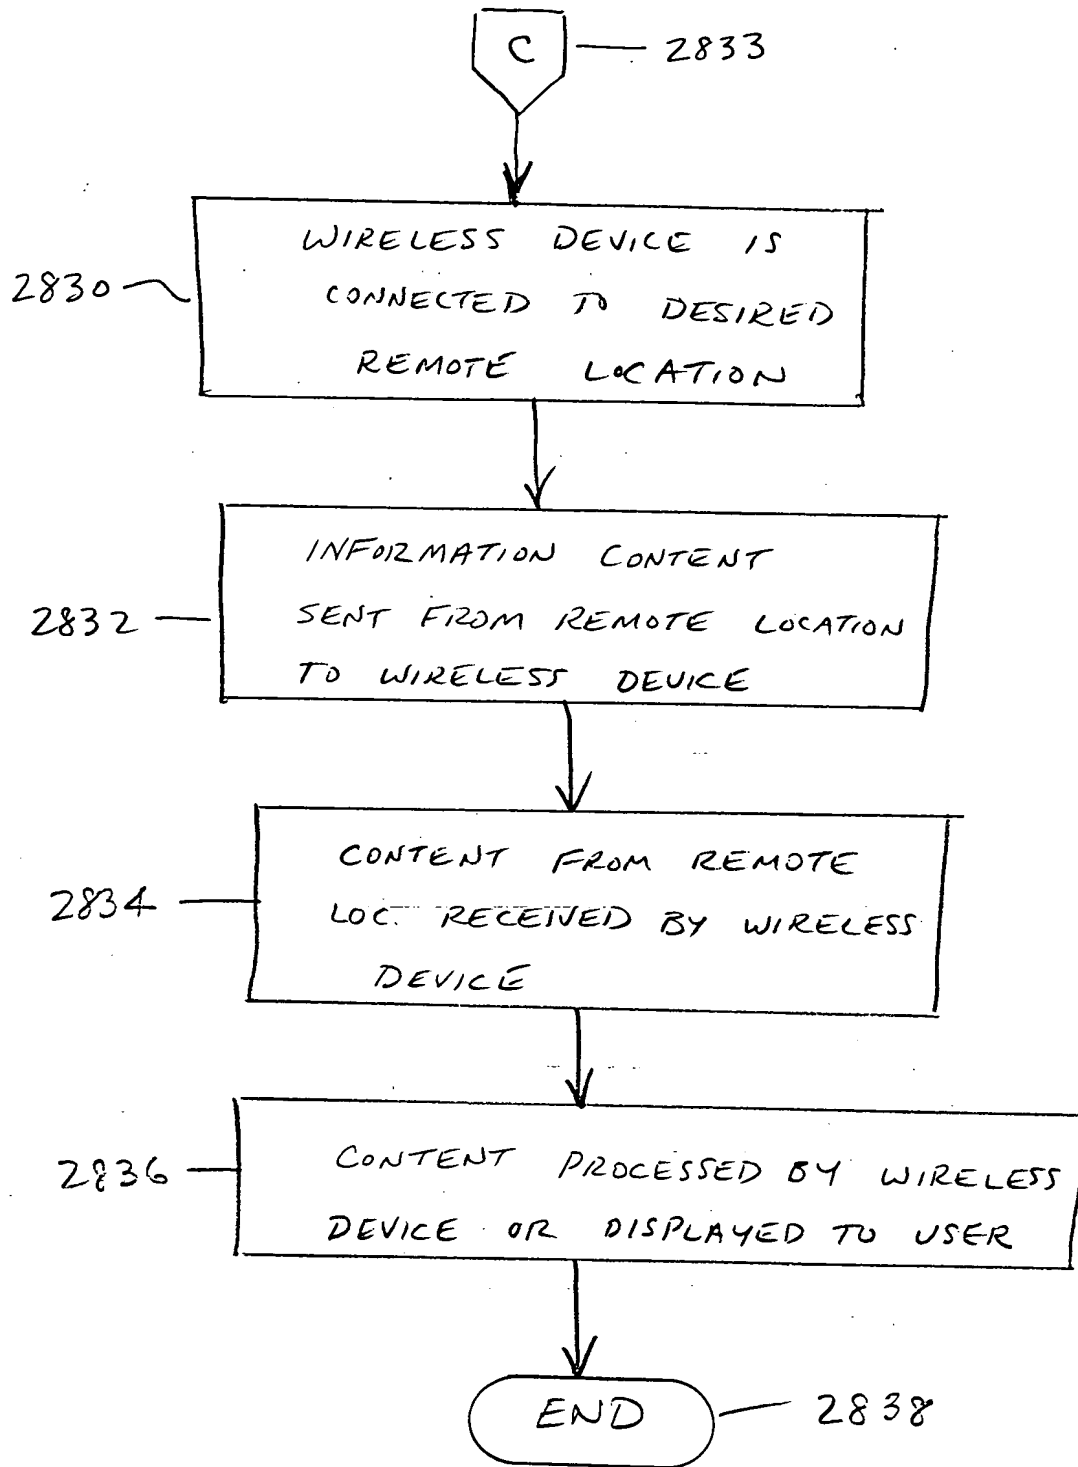 C 2833
WIRELESS DEVICE IS
2830 CONNECTED TO DESIRED
REMOTE LOCATION
INFORMATION CONTENT
2832 SENT FROM REMOTE LOCATION
TO WIRELESS DEVICE
CONTENT FROM REMOTE
2834 LOC. RECEIVED BY WIRELESS
DEVICE
2836 CONTENT PROCESSED BY WIRELESS
DEVICE OR DISPLAYED TO USER
END 2838